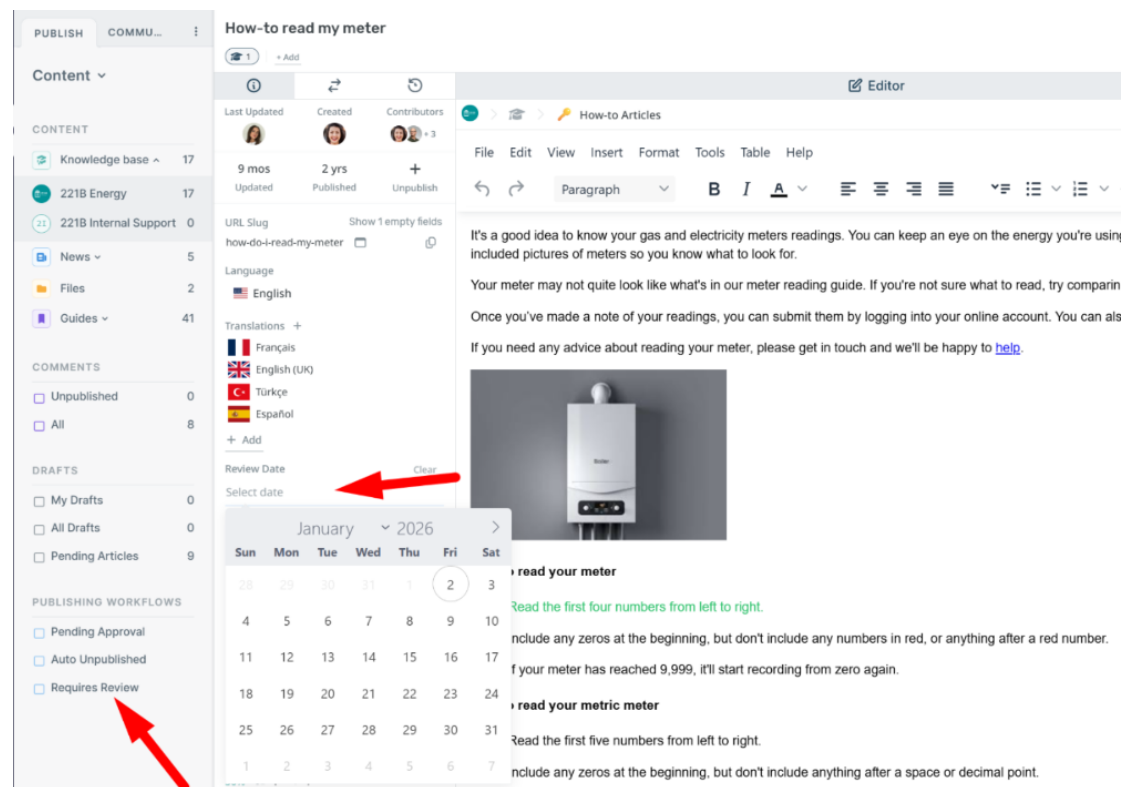 PUBLISH COMMU...
Content
CONTENT
Knowledge base 17
221B Energy 17
21 221B Internal Support 0
News 5
Files 2
Guides 41
COMMENTS
Unpublished 0
All 8
DRAFTS
My Drafts 0
All Drafts 0
Pending Articles 9
PUBLISHING WORKFLOWS
Pending Approval
Auto Unpublished
Requires Review
How-to read my meter
1 + Add
Last Updated Created Contributors
+ 3
9 mos 2 yrs +
Updated Published Unpublish
URL Slug Show 1 empty fields
how-do-i-read-my-meter
Language
English
Translations +
Français
English (UK)
Türkçe
Español
+ Add
Review Date Clear
Select date
January 2026
Sun Mon Tue Wed Thu Fri Sat
28 29 30 31 1 2 3
4 5 6 7 8 9 10
11 12 13 14 15 16 17
18 19 20 21 22 23 24
25 26 27 28 29 30 31
1 2 3 4 5 6 7
Editor
How-to Articles
File Edit View Insert Format Tools Table Help
Paragraph B I A
It's a good idea to know your gas and electricity meters readings. You can keep an eye on the energy you're using
included pictures of meters so you know what to look for.
Your meter may not quite look like what's in our meter reading guide. If you're not sure what to read, try comparin
Once you've made a note of your readings, you can submit them by logging into your online account. You can als
If you need any advice about reading your meter, please get in touch and we'll be happy to help.
read your meter
Read the first four numbers from left to right.
nclude any zeros at the beginning, but don't include any numbers in red, or anything after a red number.
f your meter has reached 9,999, it'll start recording from zero again.
read your metric meter
Read the first five numbers from left to right.
nclude any zeros at the beginning, but don't include anything after a space or decimal point.